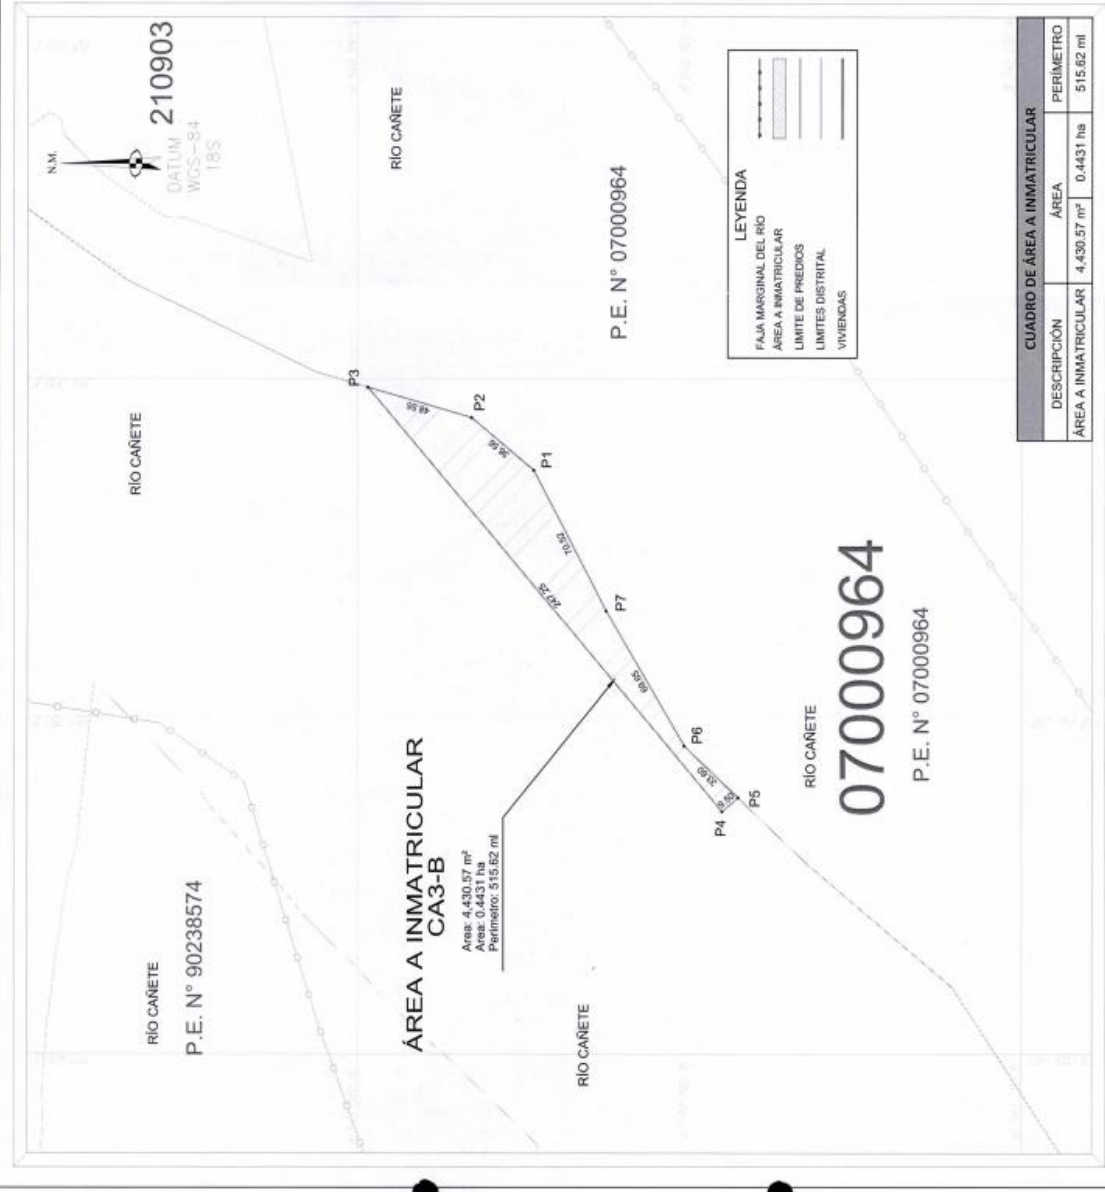 N.M.
DATUM
WGS-84
18S
210903
RÍO CAÑETE
RÍO CAÑETE
RÍO CAÑETE
P.E. N° 90238574
ÁREA A INMATRICULAR
CA3-B
Area: 4,430.57 m²
Area: 0.4431 ha
Perimetro: 515.62 ml
RÍO CAÑETE
P3
48.55
P2
P1
70.52
P7
247.25
P6
33.60
P5
P4
P.E. N° 07000964
RÍO CAÑETE
07000964
P.E. N° 07000964
LEYENDA
FAJA MARGINAL DEL RÍO
ÁREA A INMATRICULAR
LIMITE DE PREDIOS
LIMITES DISTRITAL
VIVIENDAS
CUADRO DE ÁREA A INMATRICULAR
DESCRIPCIÓN ÁREA PERÍMETRO
ÁREA A INMATRICULAR 4,430.57 m² 0.4431 ha 515.62 ml